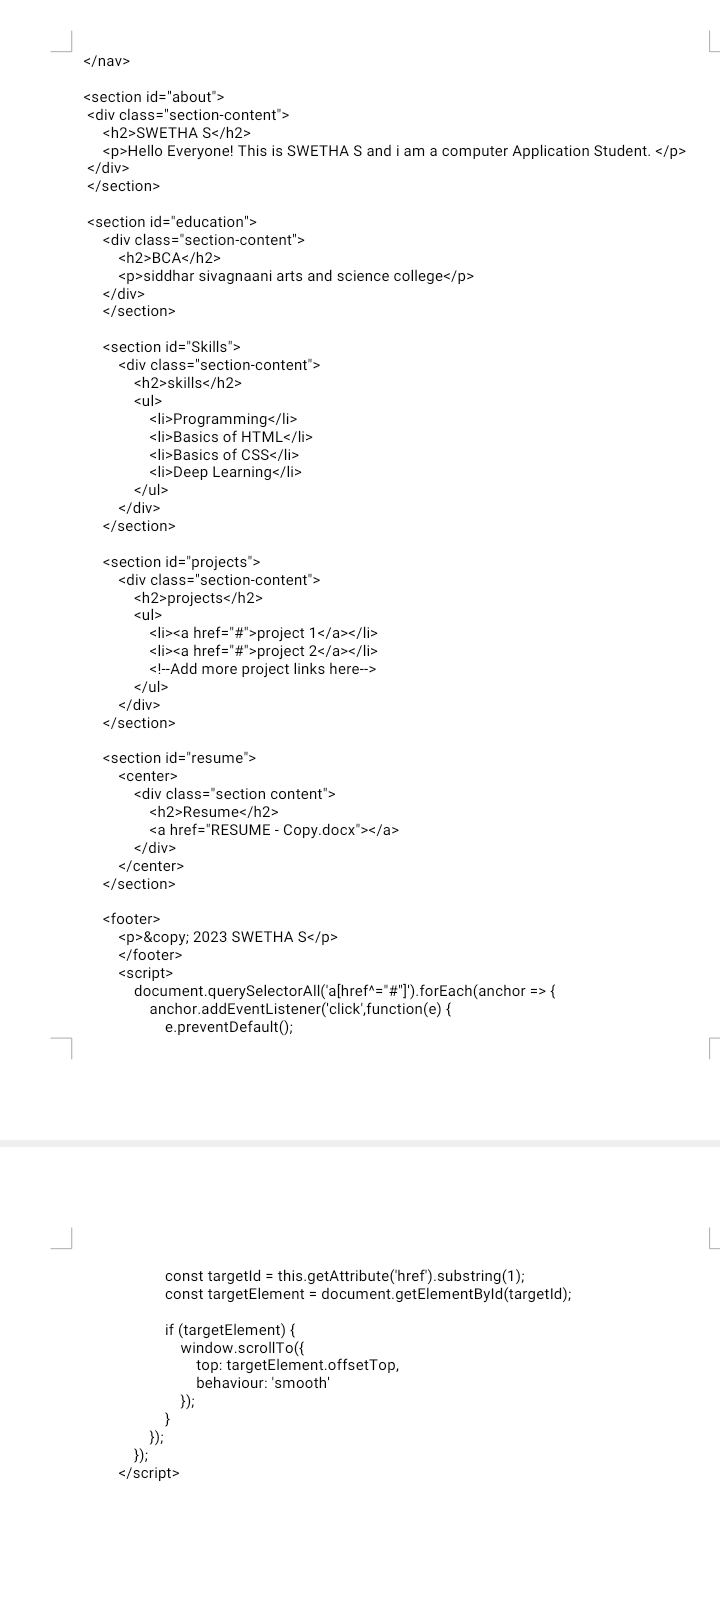 </nav>
<section id="about">
<div class="section-content">
<h2>SWETHA S</h2>
<p>Hello Everyone! This is SWETHA S and i am a computer Application Student. </p>
</div>
</section>
<section id="education">
<div class="section-content">
<h2>BCA</h2>
<p>siddhar sivagnaani arts and science college</p>
</div>
</section>
<section id="Skills">
<div class="section-content">
<h2>skills</h2>
<ul>
<li>Programming</li>
<li>Basics of HTML</li>
<li>Basics of CSS</li>
<li>Deep Learning</li>
</ul>
</div>
</section>
<section id="projects">
<div class="section-content">
<h2>projects</h2>
<ul>
<li><a href="#">project 1</a></li>
<li><a href="#">project 2</a></li>
<!--Add more project links here-->
</ul>
</div>
</section>
<section id="resume">
<center>
<div class="section content">
<h2>Resume</h2>
<a href="RESUME - Copy.docx"></a>
</div>
</center>
</section>
<footer>
<p>&copy; 2023 SWETHA S</p>
</footer>
<script>
document.querySelectorAll('a[href^="#"]').forEach(anchor => {
anchor.addEventListener('click',function(e) {
e.preventDefault();
const targetId = this.getAttribute('href').substring(1);
const targetElement = document.getElementById(targetId);
if (targetElement) {
window.scrollTo({
top: targetElement.offsetTop,
behaviour: 'smooth'
});
}
});
});
</script>